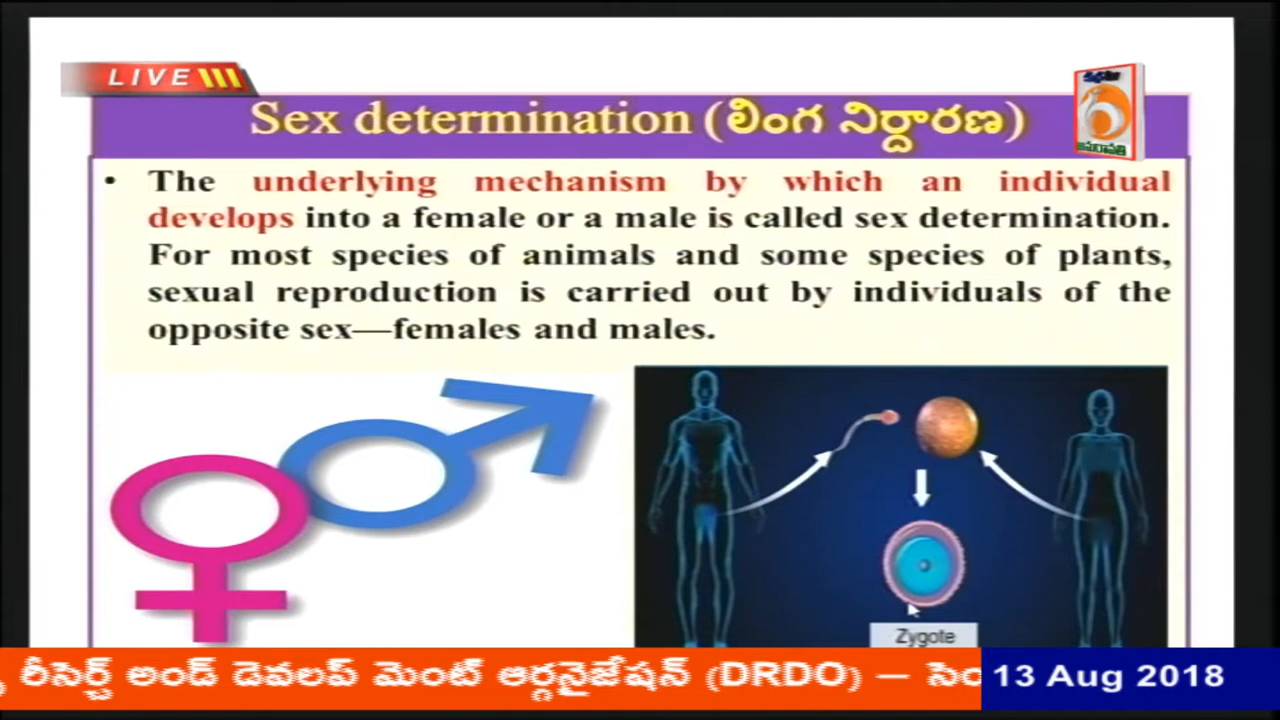 LIVE
Sex determination (లింగ నిర్ధారణ)
• The underlying mechanism by which an individual
develops into a female or a male is called sex determination.
For most species of animals and some species of plants,
sexual reproduction is carried out by individuals of the
opposite sex—females and males.
Zygote
రీసెర్చ్ అండ్ డెవలప్ మెంట్ ఆర్గనైజేషన్ (DRDO) –
13 Aug 2018
అమరావతి